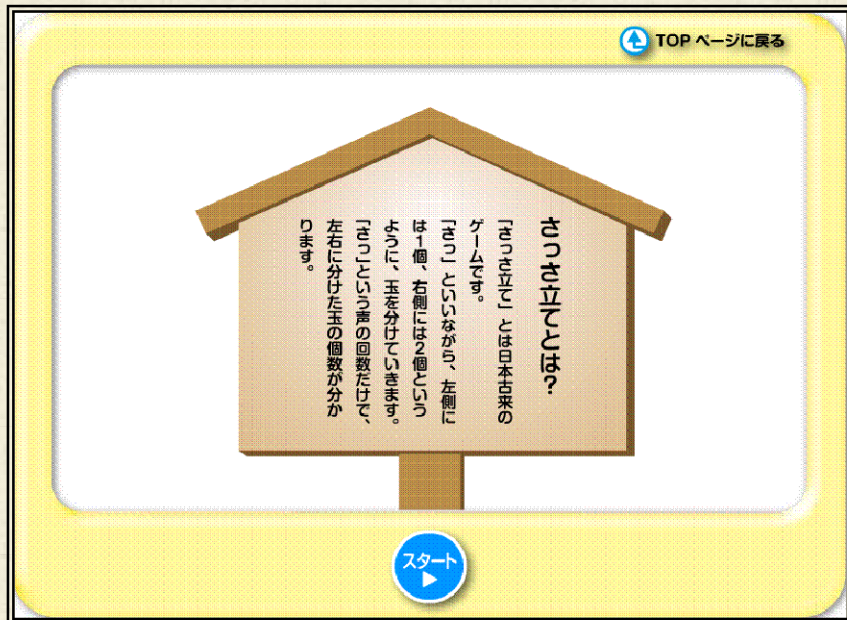 TOP ページに戻る
さっさ立てとは?
「さっさ立て」とは日本古来の
ゲームです。
「さっ」といいながら、左側に
は1個、右側には2個という
ように、玉を分けていきます。
「さっ」という声の回数だけで、
左右に分けた玉の個数が分か
ります。
スタート